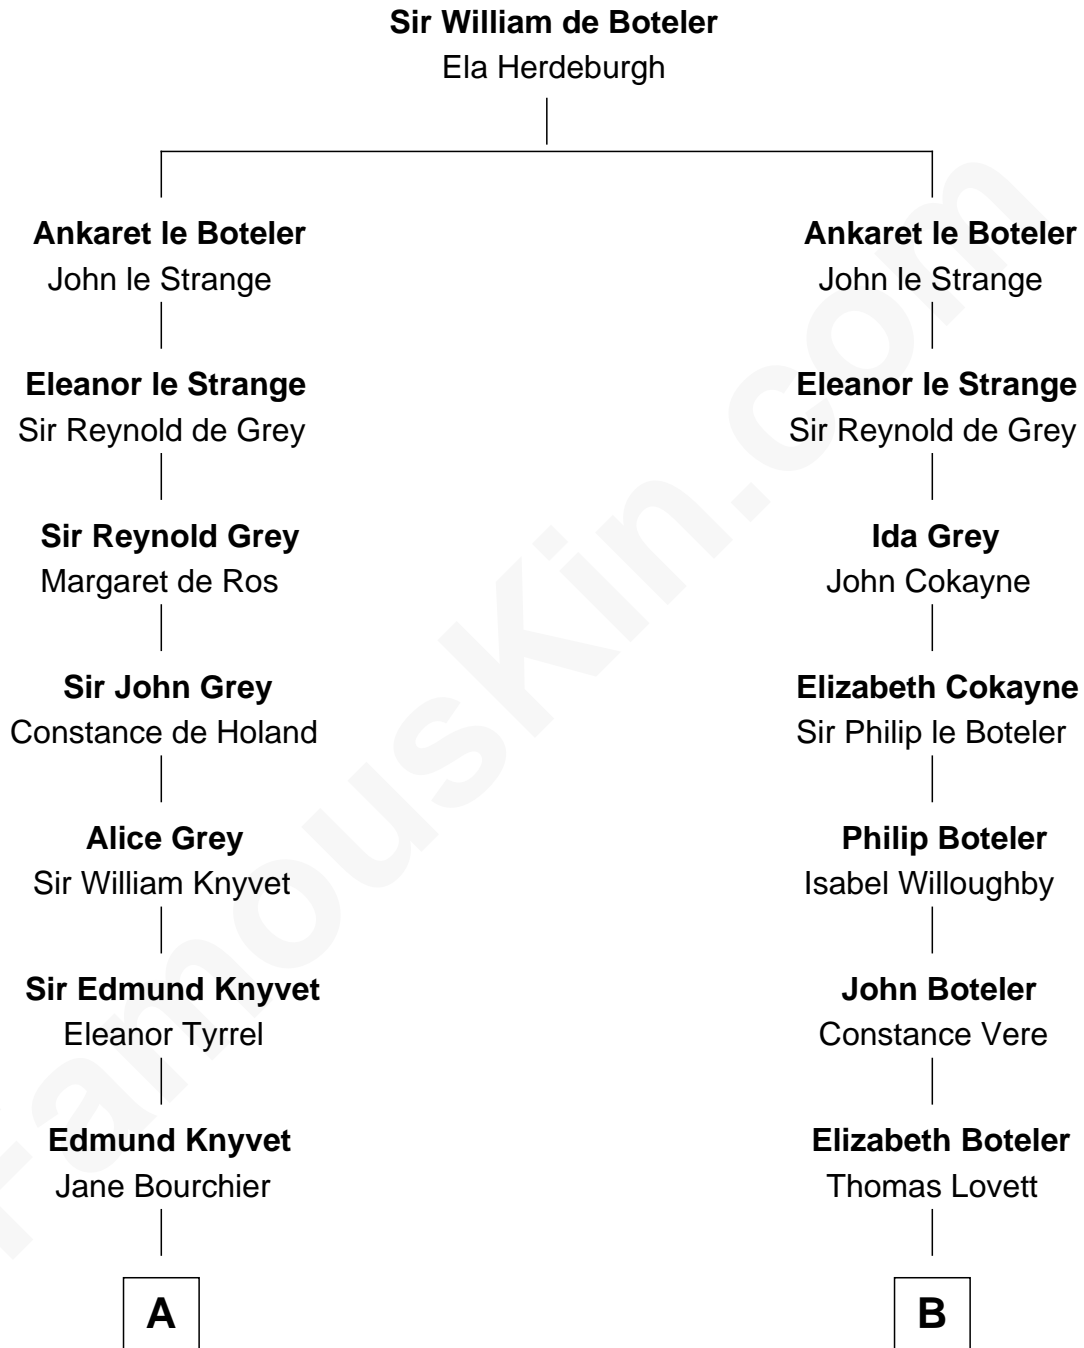 Sir William de Boteler
Ela Herdeburgh
Ankaret le Boteler
John le Strange
Ankaret le Boteler
John le Strange
Eleanor le Strange
Sir Reynold de Grey
Eleanor le Strange
Sir Reynold de Grey
Sir Reynold Grey
Margaret de Ros
Ida Grey
John Cokayne
Sir John Grey
Constance de Holand
Elizabeth Cokayne
Sir Philip le Boteler
Alice Grey
Sir William Knyvet
Philip Boteler
Isabel Willoughby
Sir Edmund Knyvet
Eleanor Tyrrel
John Boteler
Constance Vere
Edmund Knyvet
Jane Bourchier
Elizabeth Boteler
Thomas Lovett
A
B
FamousKin.com